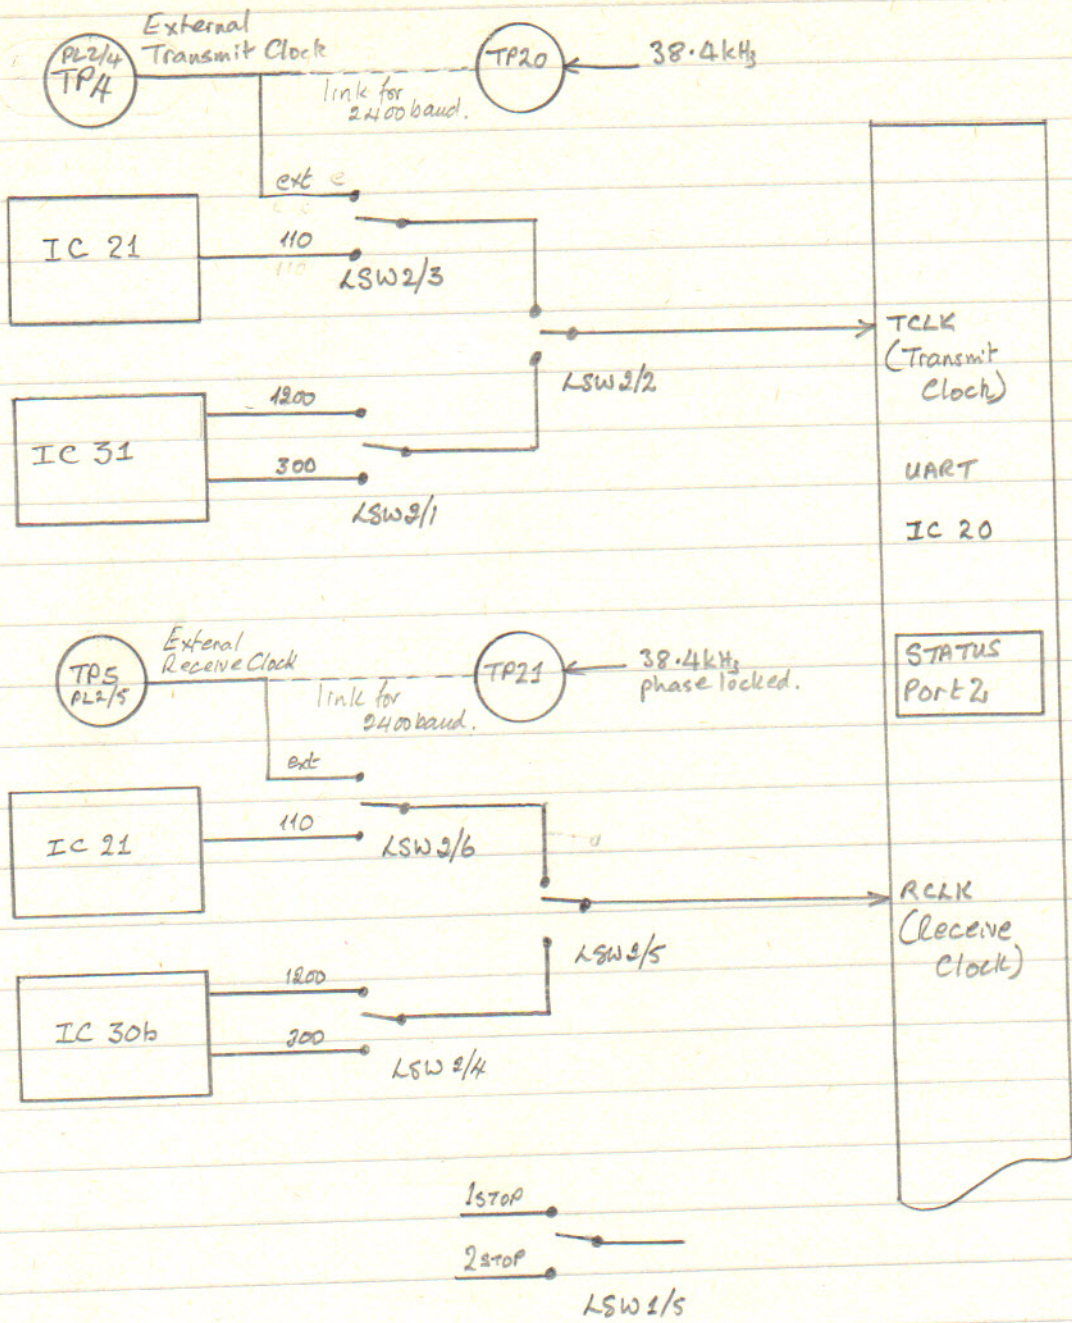 External
Transmit Clock
PL2/4
TP4
TP20
38.4kHz
link for
2400 baud.
ext e
IC 21
110
110
LSW2/3
TCLK
(Transmit
Clock)
LSW2/2
1200
IC 31
300
LSW2/1
UART
IC 20
Exteral
Receive Clock
TP5
PL2/5
TP21
38.4kHz
phase locked.
link for
2400 baud.
STATUS
Port 2
ext
IC 21
110
LSW2/6
RCLK
(Receive
Clock)
LSW2/5
1200
IC 30b
300
LSW2/4
1STOP
2STOP
LSW1/5